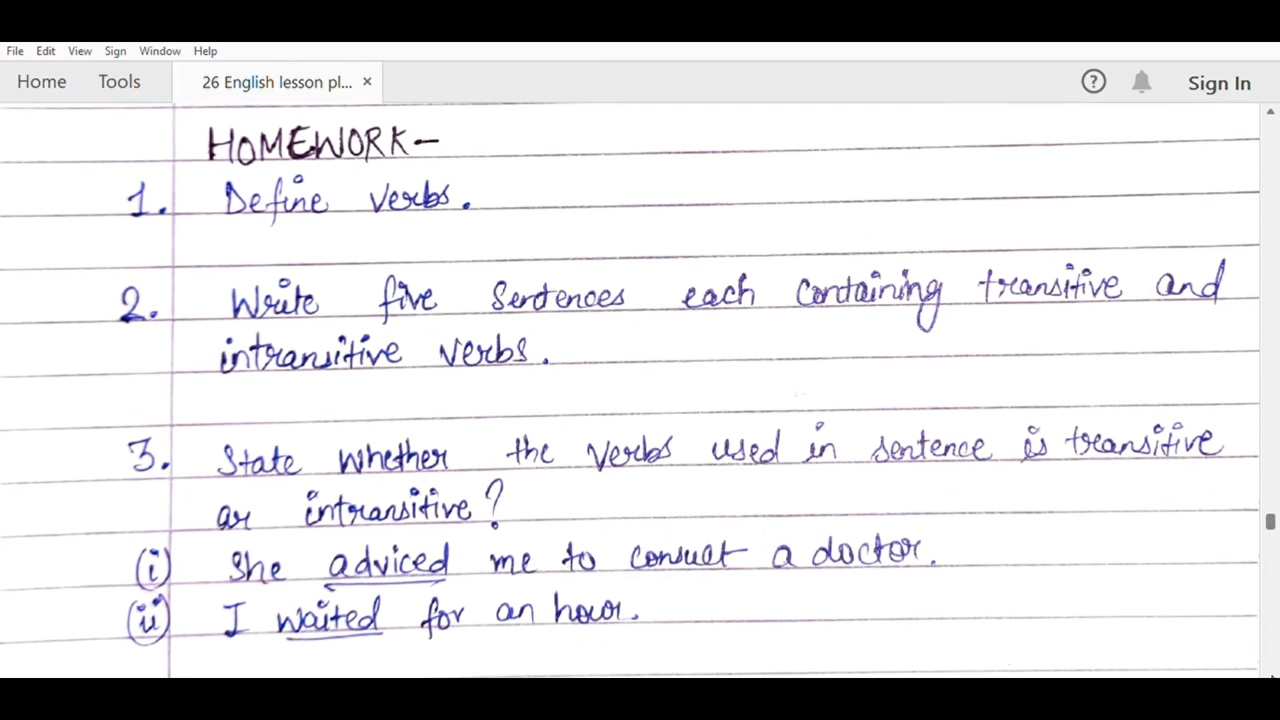 File Edit View Sign Window Help
Home Tools 26 English lesson pl... × ? Sign In
HOMEWORK-
1. Define verbs.
2. Write five sentences each containing transitive and
intransitive verbs.
3. State whether the verbs used in sentence is transitive
or intransitive?
(i) She adviced me to consult a doctor.
(ii) I waited for an hour.